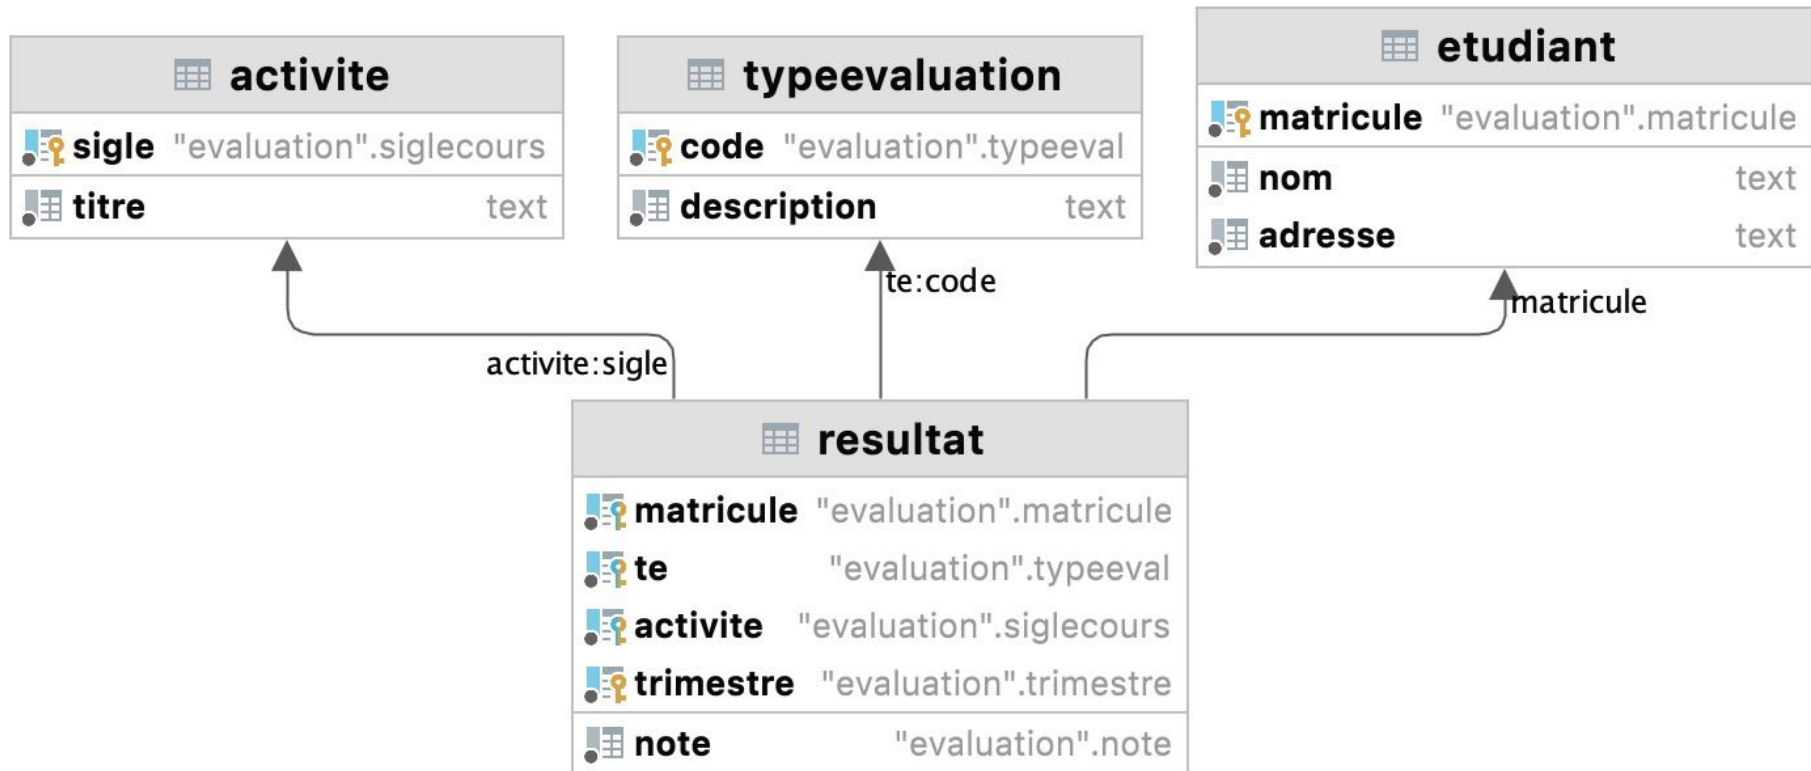 activite
sigle "evaluation".siglecours
titre text
typeevaluation
code "evaluation".typeeval
description text
etudiant
matricule "evaluation".matricule
nom text
adresse text
te:code
matricule
activite:sigle
resultat
matricule "evaluation".matricule
te "evaluation".typeeval
activite "evaluation".siglecours
trimestre "evaluation".trimestre
note "evaluation".note